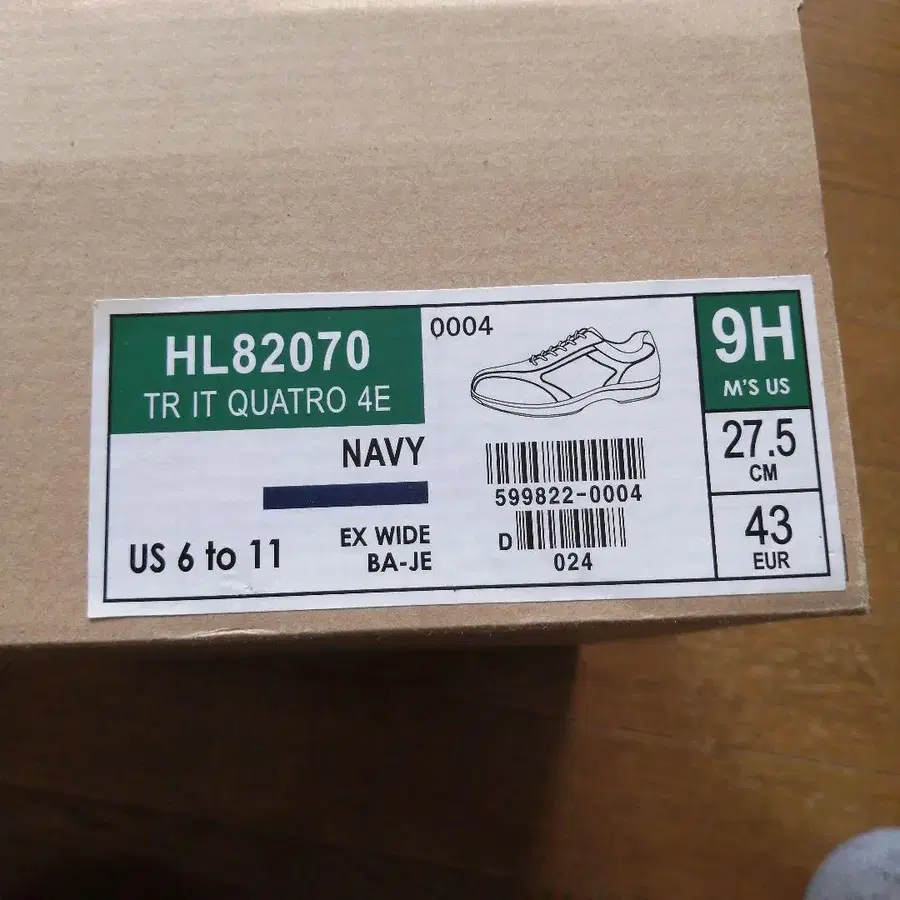 HL82070
TR IT QUATRO 4E
NAVY
US 6 to 11
EX WIDE
BA-JE
0004
599822-0004
D
024
9H
M'S US
27.5
CM
43
EUR